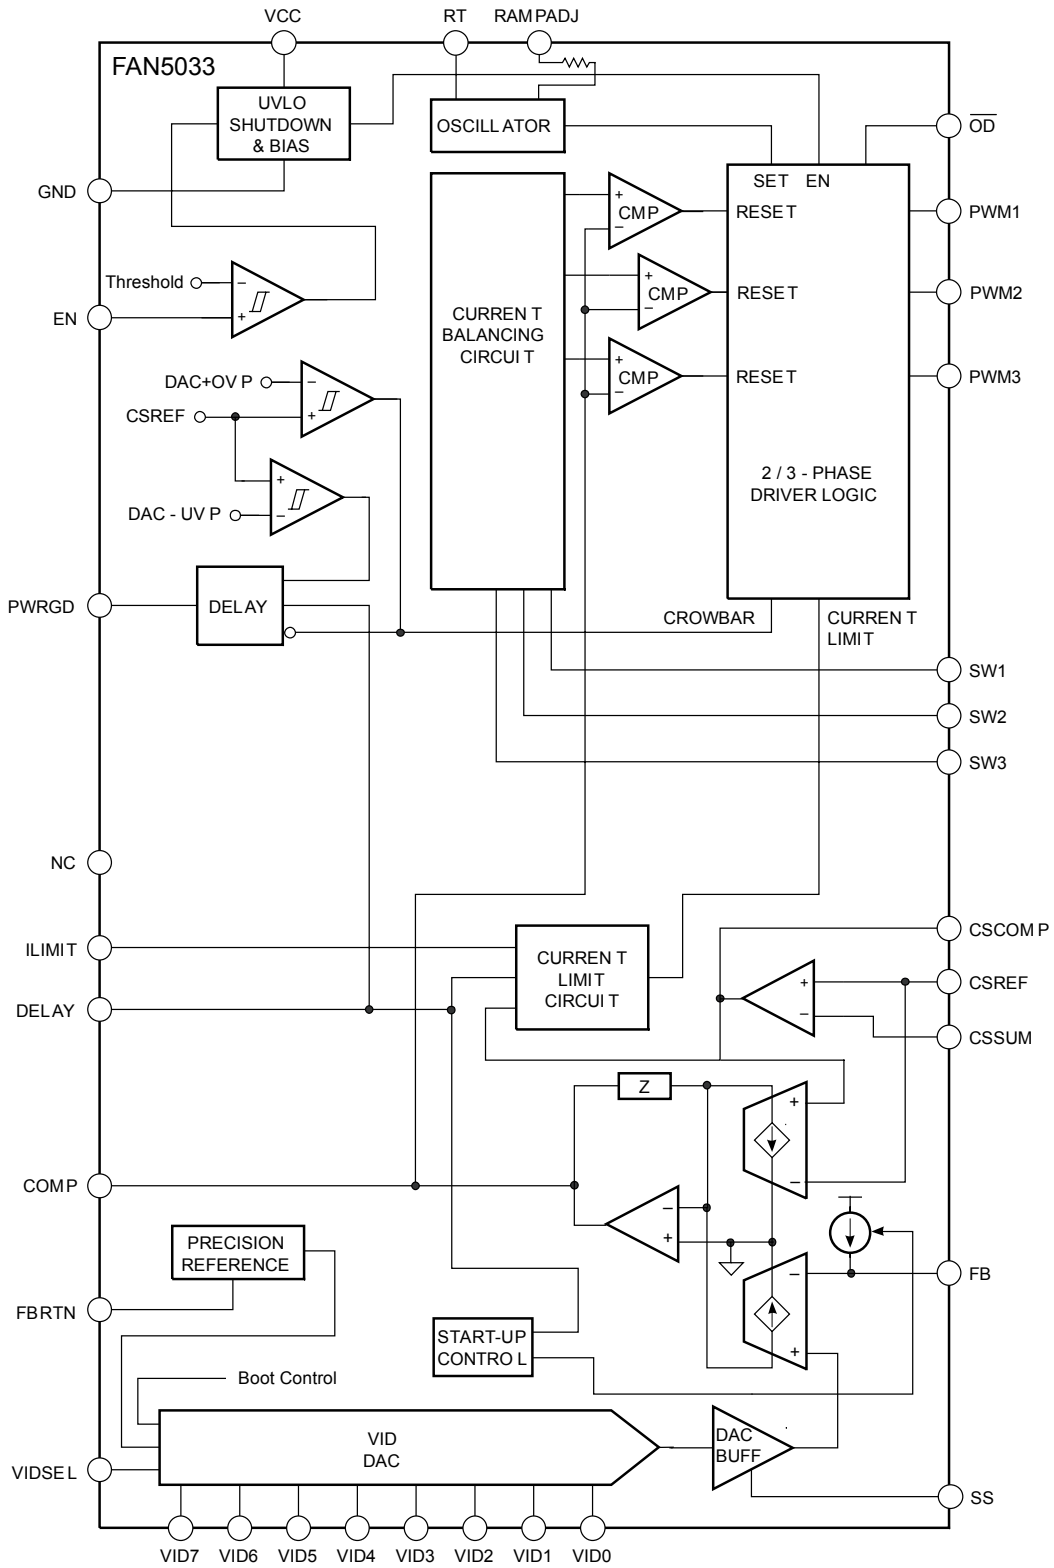 VCC
RT
RAMPADJ
FAN5033
UVLO
SHUTDOWN
& BIAS
OSCILLATOR
OD
GND
SET EN
+
CMP
−
RESET
PWM1
Threshold
−
+
EN
CURRENT
BALANCING
CIRCUIT
+
CMP
−
RESET
PWM2
+
CMP
−
RESET
PWM3
DAC+OVP
−
CSREF
+
+
DAC - UVP
−
2 / 3 - PHASE
DRIVER LOGIC
PWRGD
DELAY
CROWBAR
CURRENT
LIMIT
SW1
SW2
SW3
NC
ILIMIT
CURRENT
LIMIT
CIRCUIT
CSCOMP
+
CSREF
DELAY
−
CSSUM
Z
+
−
COMP
−
+
PRECISION
REFERENCE
−
FB
FBRTN
START-UP
CONTROL
+
Boot Control
VID
DAC
DAC
BUFF
VIDSEL
SS
VID7 VID6 VID5 VID4 VID3 VID2 VID1 VID0